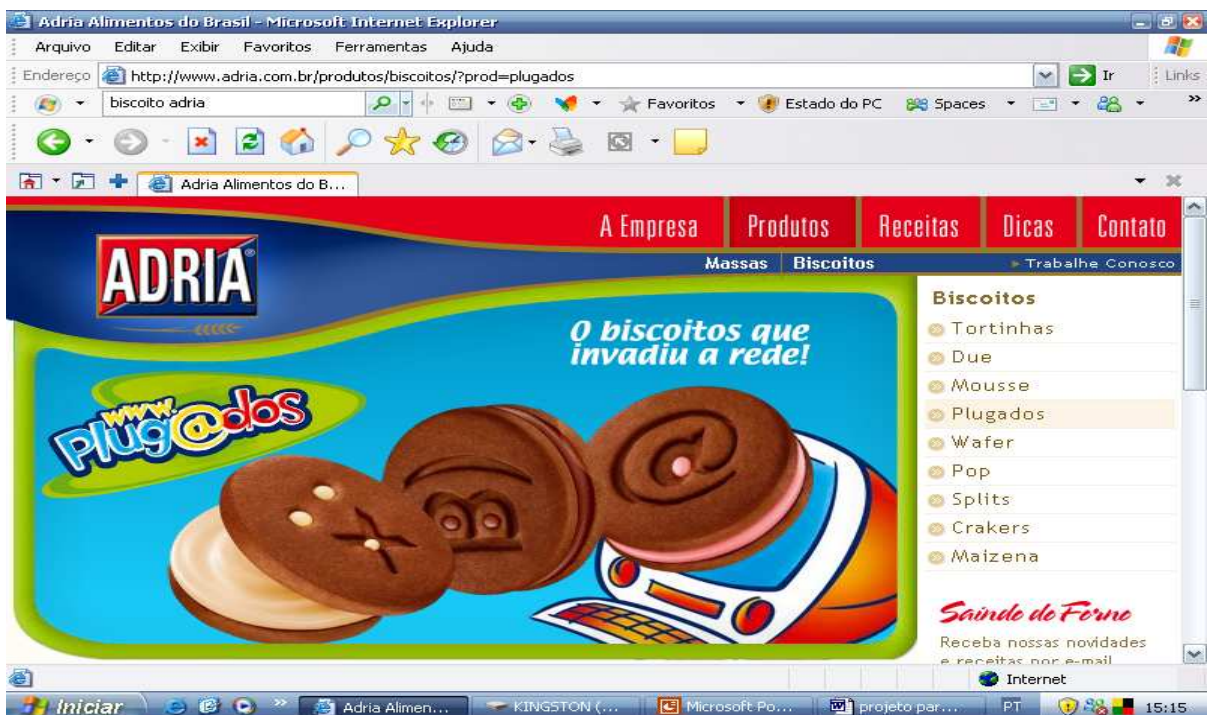 Adria Alimentos do Brasil - Microsoft Internet Explorer
Arquivo Editar Exibir Favoritos Ferramentas Ajuda
Endereço http://www.adria.com.br/produtos/biscoitos/?prod=plugados Ir Links
biscoito adria Favoritos Estado do PC Spaces
Adria Alimentos do B...
A Empresa Produtos Receitas Dicas Contato
Massas Biscoitos Trabalhe Conosco
ADRIA
O biscoitos que
invadiu a rede!
www.
Plug@dos
Biscoitos
Tortinhas
Due
Mousse
Plugados
Wafer
Pop
Splits
Crakers
Maizena
Saindo do Forno
Receba nossas novidades
e receitas por e-mail
Internet
Iniciar Adria Alimen... KINGSTON (... Microsoft Po... projeto par... PT 15:15